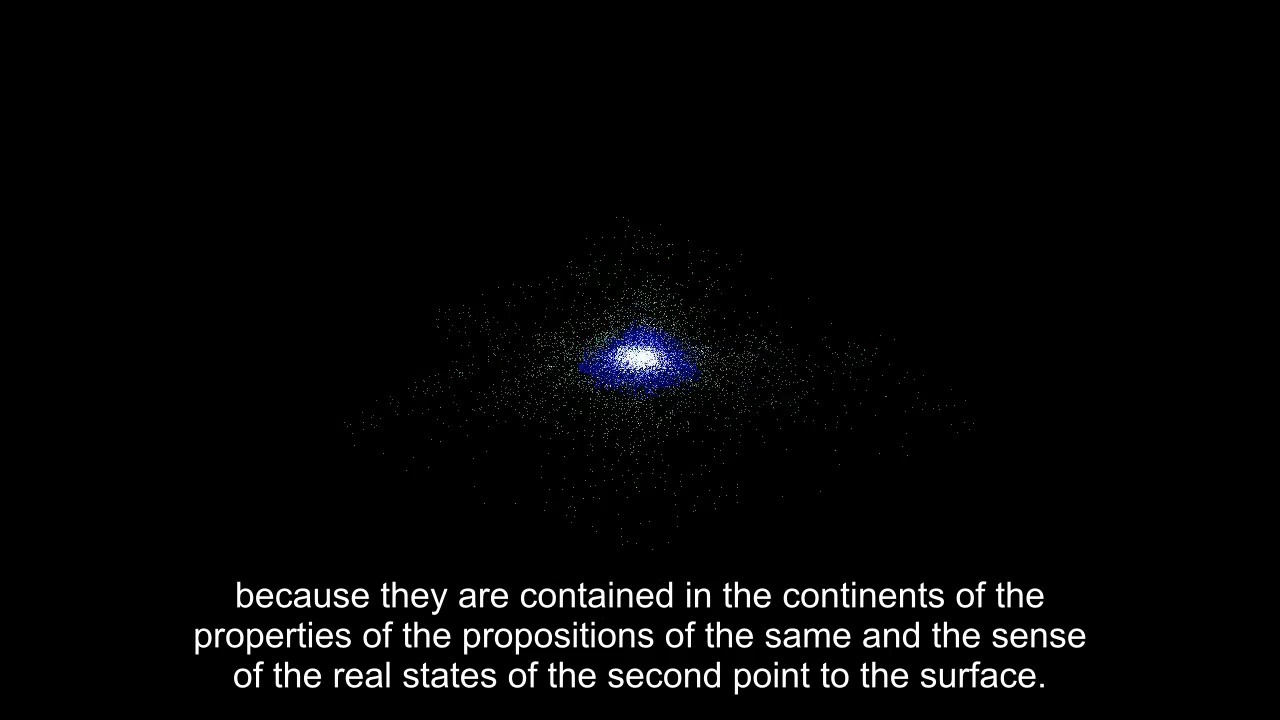 because they are contained in the continents of the
properties of the propositions of the same and the sense
of the real states of the second point to the surface.